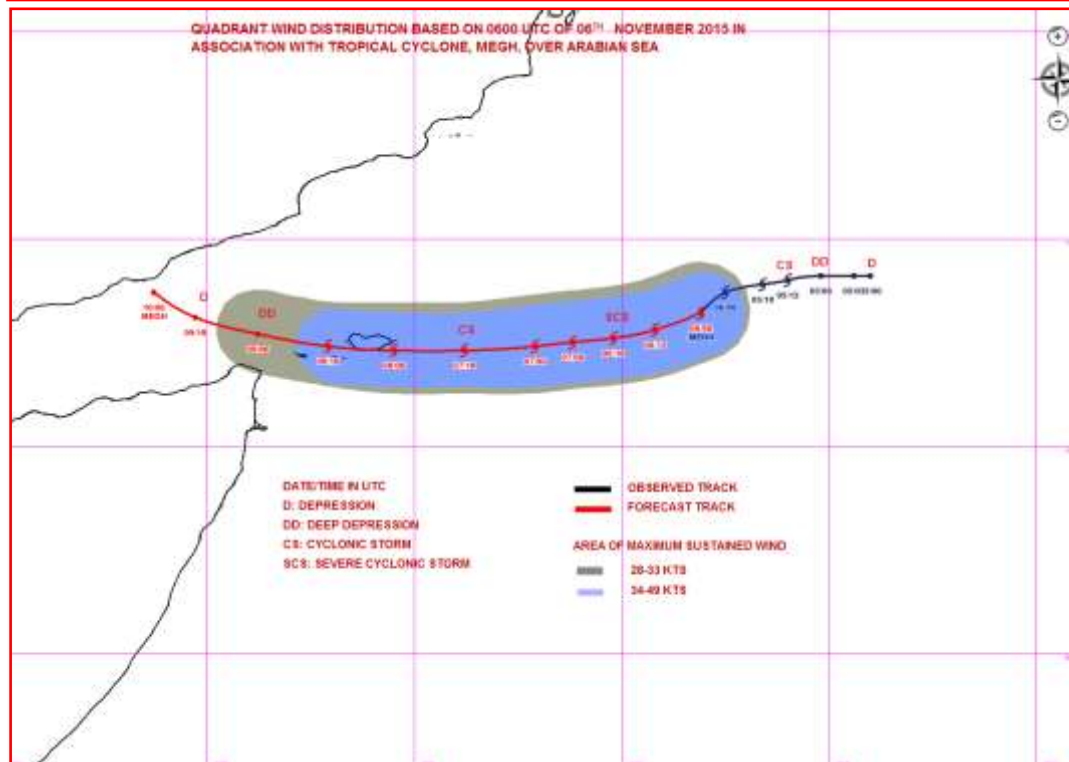 QUADRANT WIND DISTRIBUTION BASED ON 0600 UTC OF 06TH NOVEMBER 2015 IN
ASSOCIATION WITH TROPICAL CYCLONE, MEGH, OVER ARABIAN SEA
CS DD D
D
DD
CS
SCS
MEGH
DATE/TIME IN UTC
D: DEPRESSION
DD: DEEP DEPRESSION
CS: CYCLONIC STORM
SCS: SEVERE CYCLONIC STORM
OBSERVED TRACK
FORECAST TRACK
AREA OF MAXIMUM SUSTAINED WIND
28-33 KTS
34-49 KTS